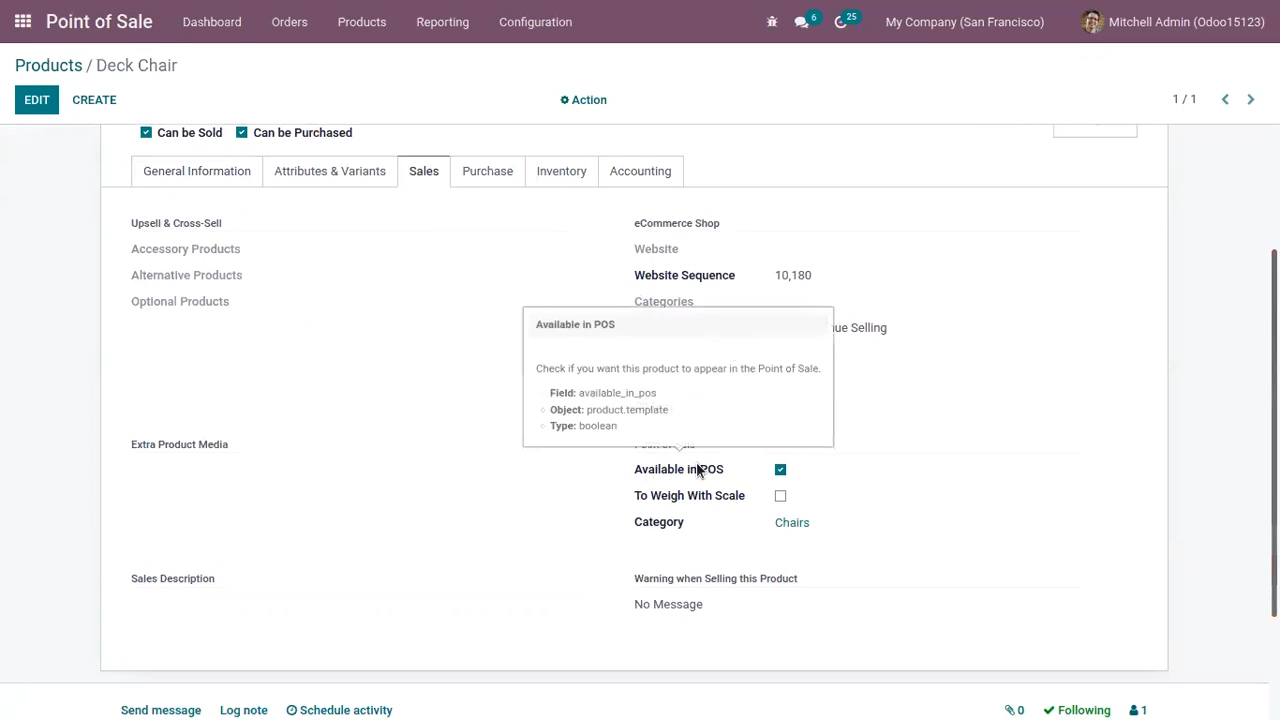 Point of Sale Dashboard Orders Products Reporting Configuration 6 25 My Company (San Francisco) Mitchell Admin (Odoo15123)
Products / Deck Chair
EDIT CREATE Action 1 / 1
Can be Sold Can be Purchased
General Information Attributes & Variants Sales Purchase Inventory Accounting
Upsell & Cross-Sell eCommerce Shop
Accessory Products Website
Alternative Products Website Sequence 10,180
Optional Products Categories
Available in POS
Selling
Check if you want this product to appear in the Point of Sale.
Field: available_in_pos
Object: product.template
Type: boolean
Extra Product Media
Available in POS
To Weigh With Scale
Category Chairs
Sales Description Warning when Selling this Product
No Message
Send message Log note Schedule activity 0 Following 1